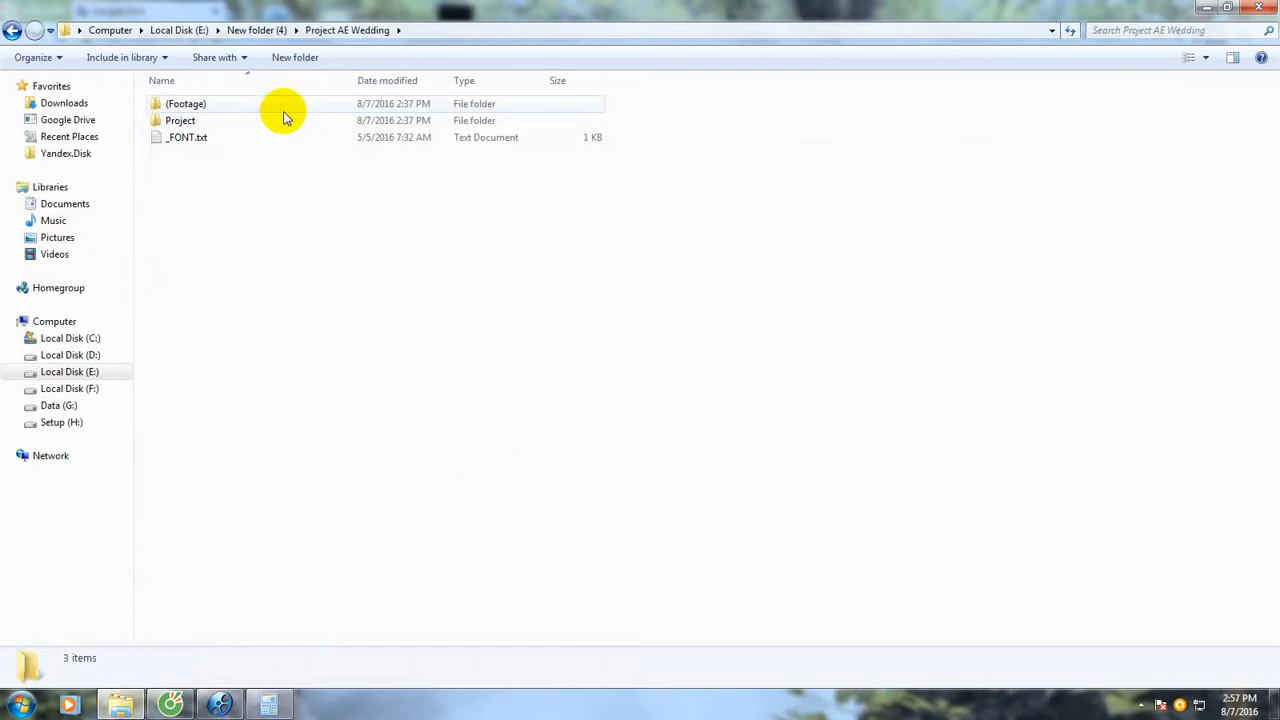 Computer Local Disk (E:) New folder (4) Project AE Wedding
Search Project AE Wedding
Organize Include in library Share with New folder
Name Date modified Type Size
(Footage) 8/7/2016 2:37 PM File folder
Project 8/7/2016 2:37 PM File folder
_FONT.txt 5/5/2016 7:32 AM Text Document 1 KB
Favorites
Downloads
Google Drive
Recent Places
Yandex.Disk
Libraries
Documents
Music
Pictures
Videos
Homegroup
Computer
Local Disk (C:)
Local Disk (D:)
Local Disk (E:)
Local Disk (F:)
Data (G:)
Setup (H:)
Network
3 items
2:57 PM
8/7/2016